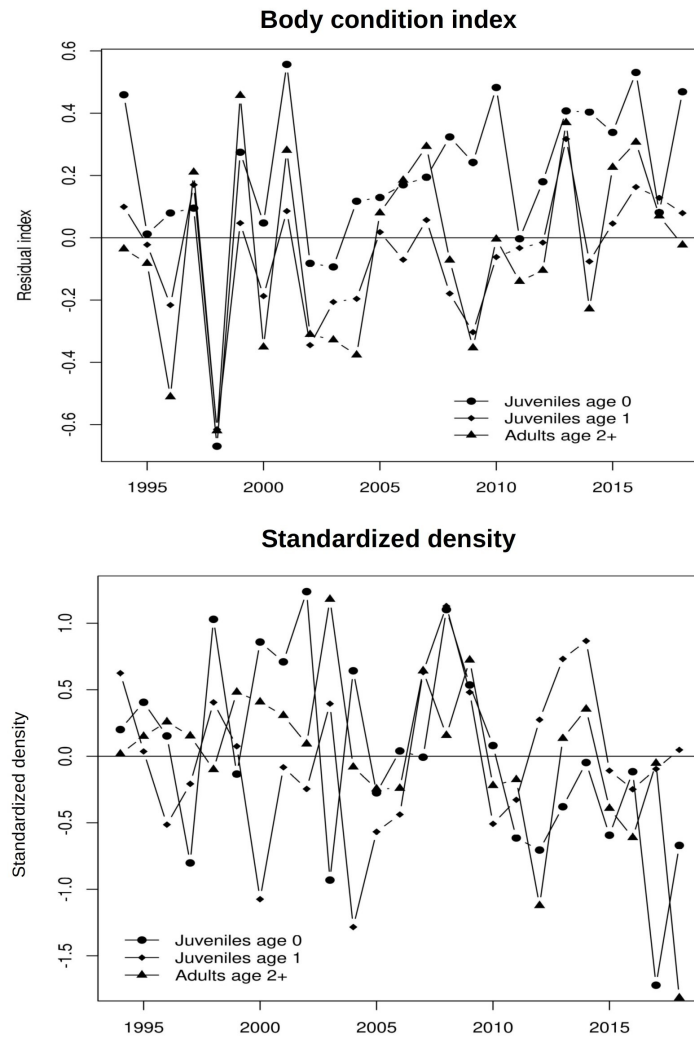 Body condition index
Residual index
0.6
0.4
0.2
0.0
-0.2
-0.4
-0.6
Juveniles age 0
Juveniles age 1
Adults age 2+
1995 2000 2005 2010 2015
Standardized density
Standardized density
1.0
0.5
0.0
-0.5
-1.0
-1.5
Juveniles age 0
Juveniles age 1
Adults age 2+
1995 2000 2005 2010 2015